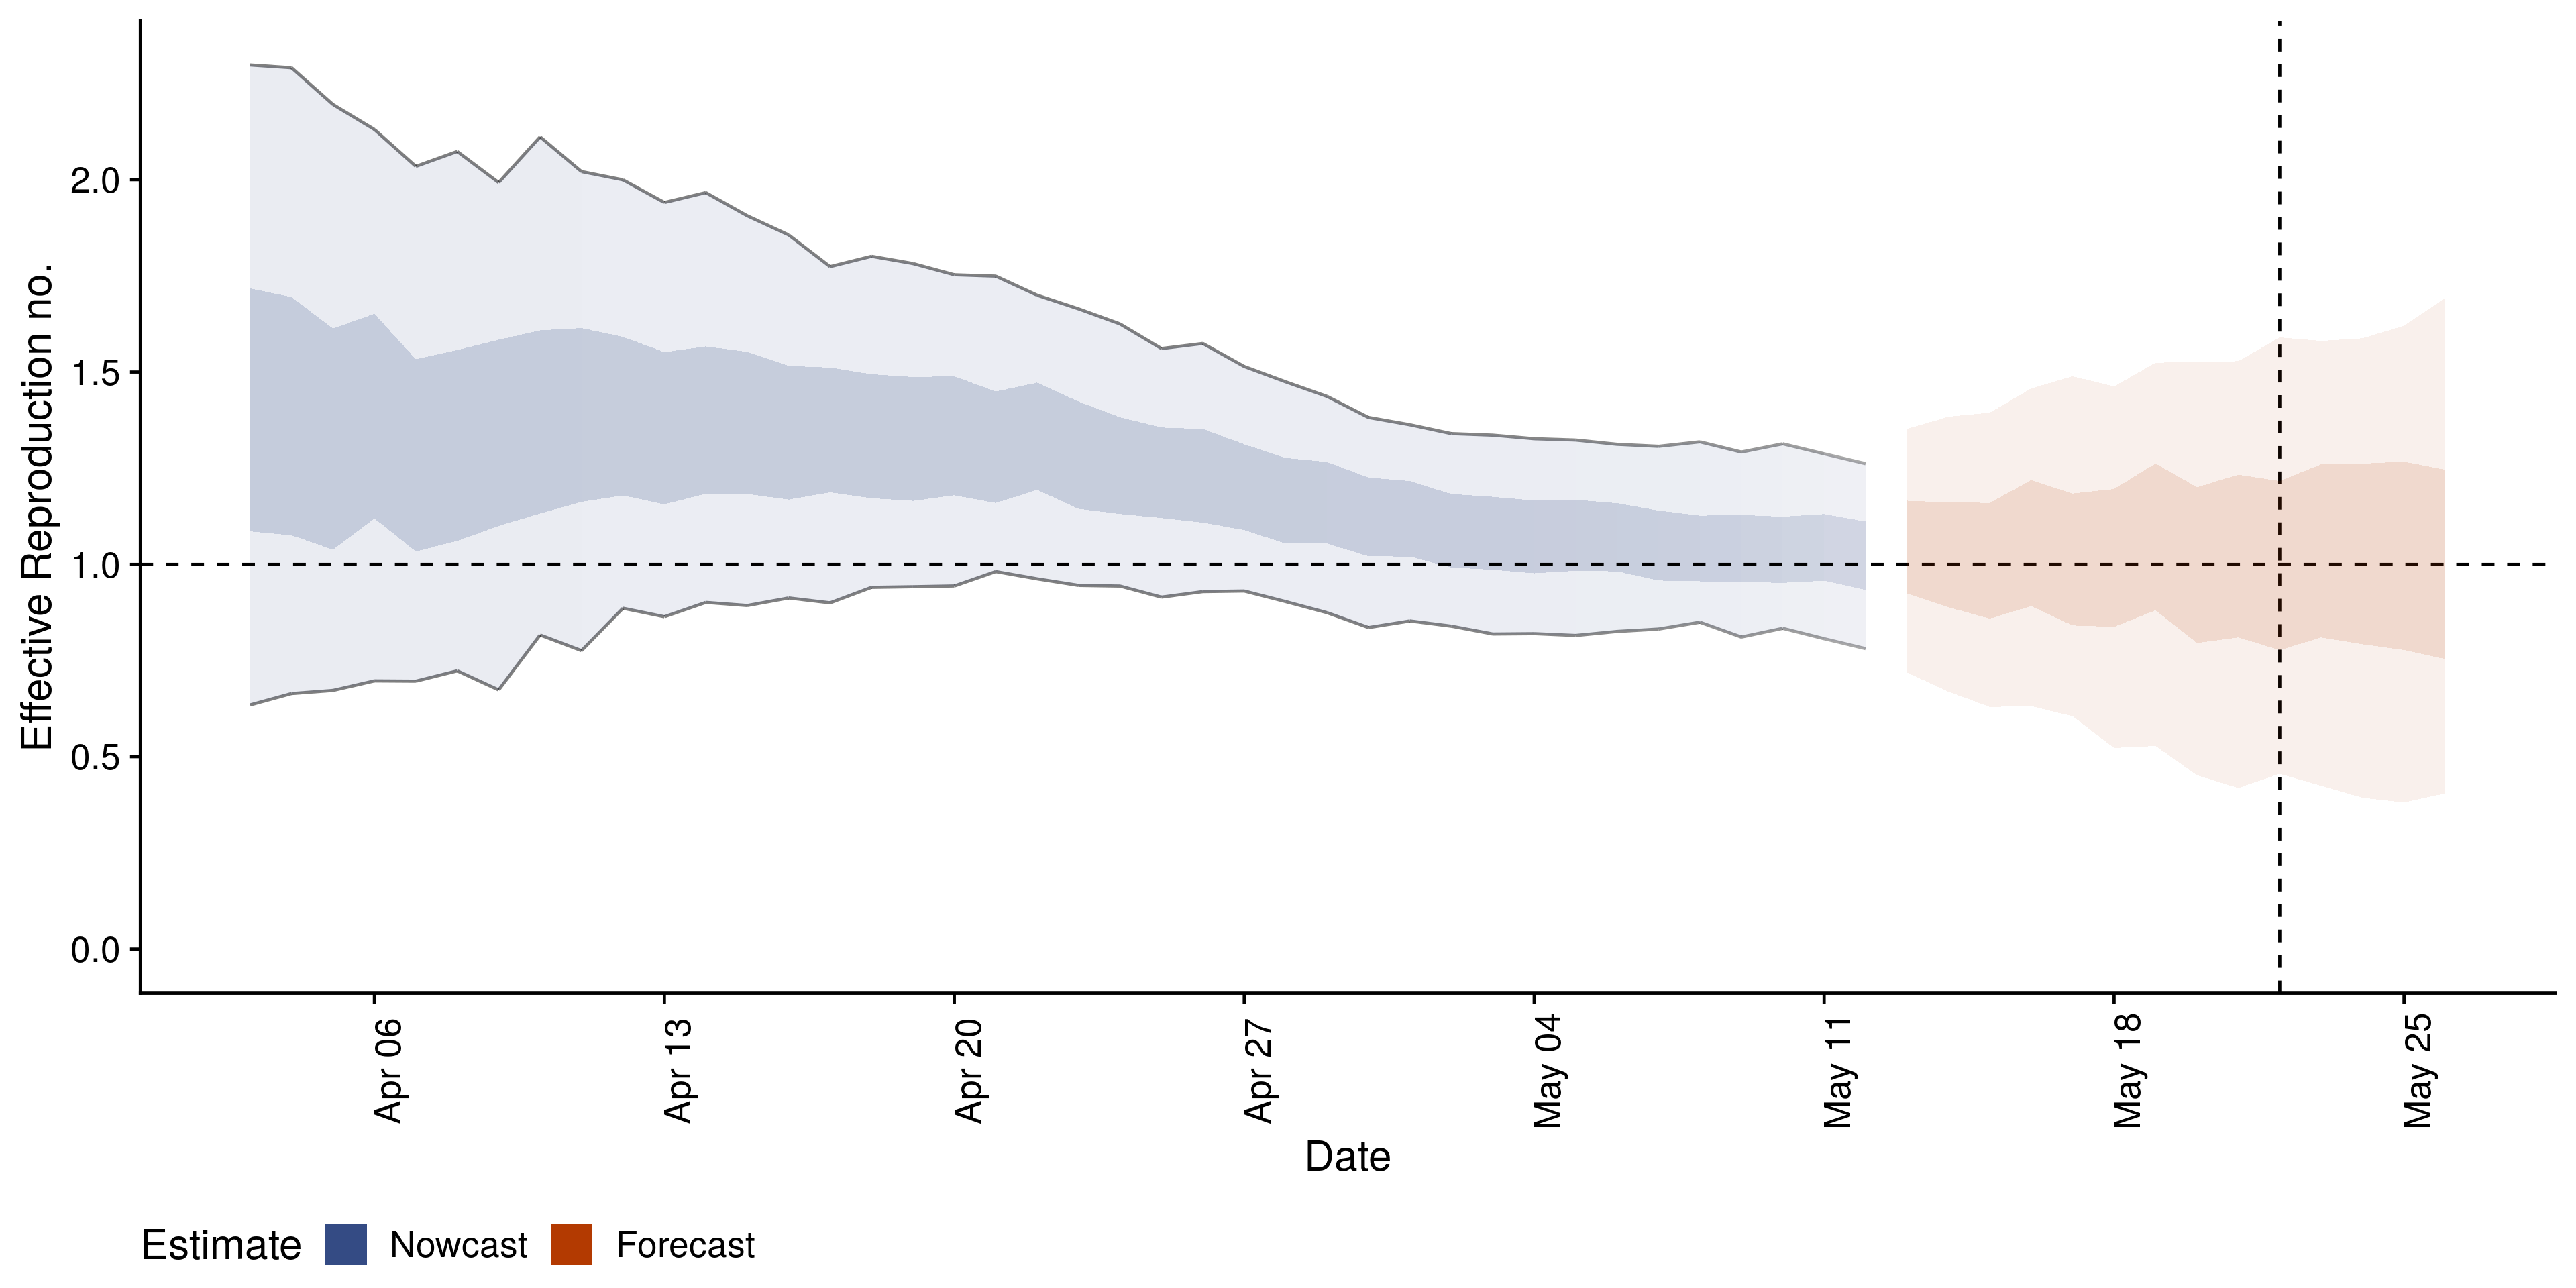 Effective Reproduction no.
2.0
1.5
1.0
0.5
0.0
Apr 06
Apr 13
Apr 20
Apr 27
May 04
May 11
May 18
May 25
Date
Estimate Nowcast Forecast